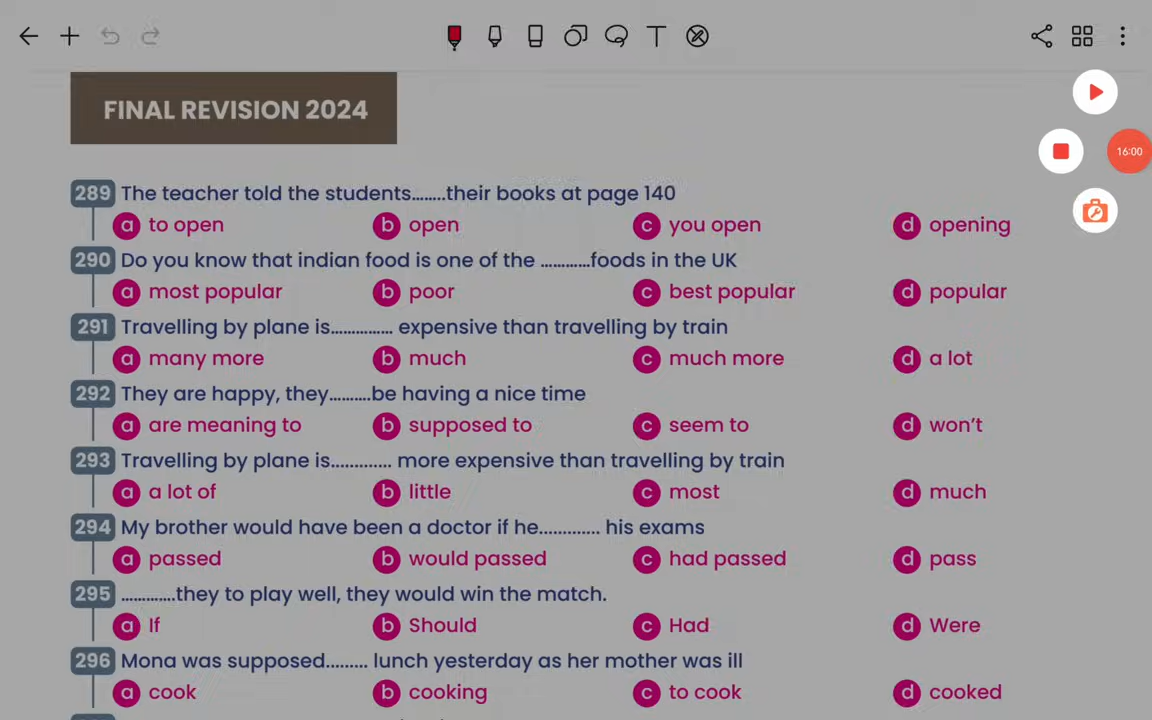 T
FINAL REVISION 2024
16:00
289 The teacher told the students........their books at page 140
a to open b open c you open d opening
290 Do you know that indian food is one of the ............foods in the UK
a most popular b poor c best popular d popular
291 Travelling by plane is............... expensive than travelling by train
a many more b much c much more d a lot
292 They are happy, they..........be having a nice time
a are meaning to b supposed to c seem to d won't
293 Travelling by plane is............. more expensive than travelling by train
a a lot of b little c most d much
294 My brother would have been a doctor if he............. his exams
a passed b would passed c had passed d pass
295 .............they to play well, they would win the match.
a If b Should c Had d Were
296 Mona was supposed......... lunch yesterday as her mother was ill
a cook b cooking c to cook d cooked